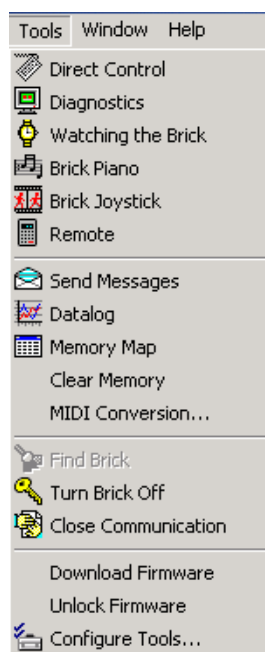 Tools Window Help
Direct Control
Diagnostics
Watching the Brick
Brick Piano
Brick Joystick
Remote
Send Messages
Datalog
Memory Map
Clear Memory
MIDI Conversion...
Find Brick
Turn Brick Off
Close Communication
Download Firmware
Unlock Firmware
Configure Tools...